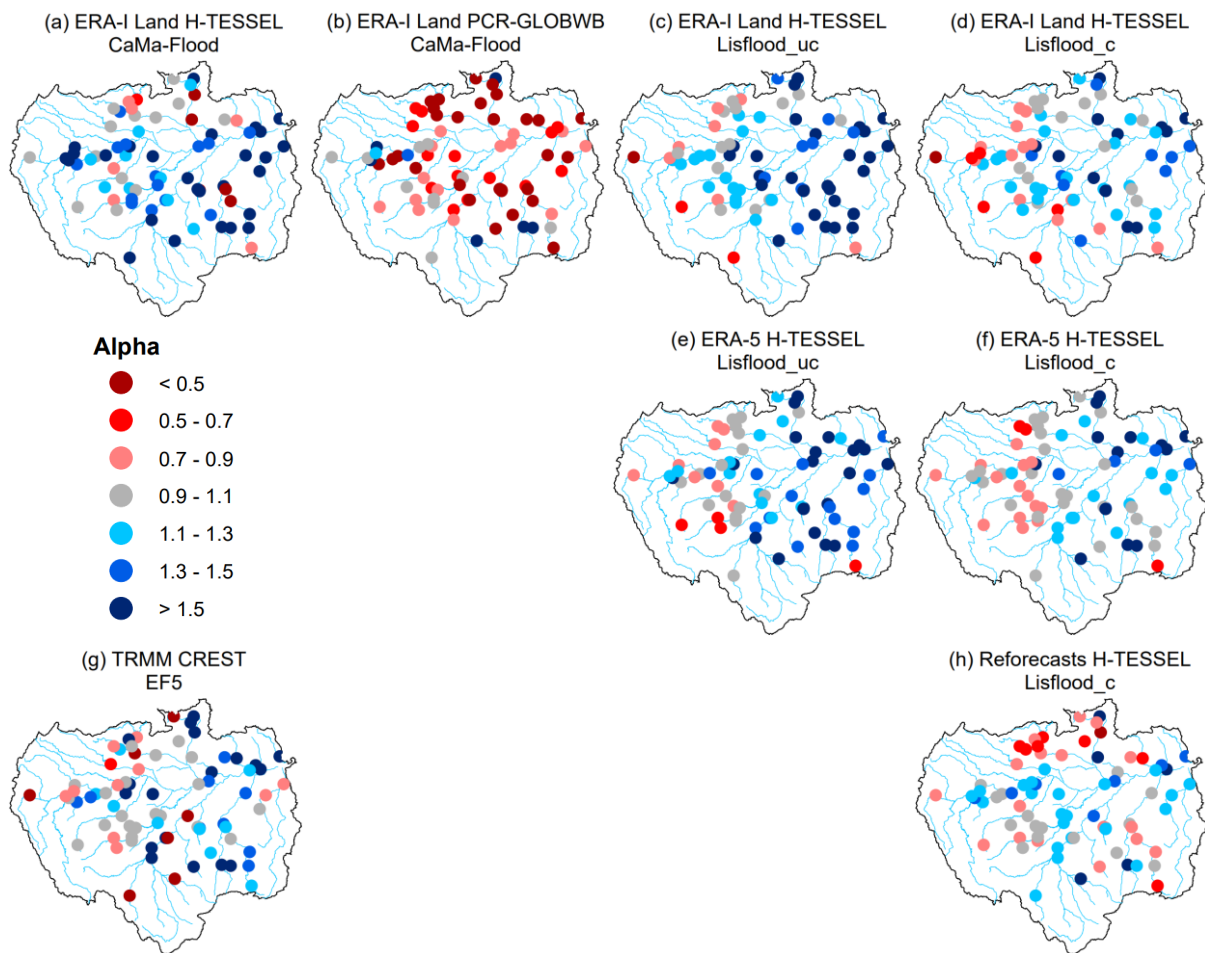 (a) ERA-I Land H-TESSEL
CaMa-Flood
(b) ERA-I Land PCR-GLOBWB
CaMa-Flood
(c) ERA-I Land H-TESSEL
Lisflood_uc
(d) ERA-I Land H-TESSEL
Lisflood_c
Alpha
< 0.5
0.5 - 0.7
0.7 - 0.9
0.9 - 1.1
1.1 - 1.3
1.3 - 1.5
> 1.5
(e) ERA-5 H-TESSEL
Lisflood_uc
(f) ERA-5 H-TESSEL
Lisflood_c
(g) TRMM CREST
EF5
(h) Reforecasts H-TESSEL
Lisflood_c